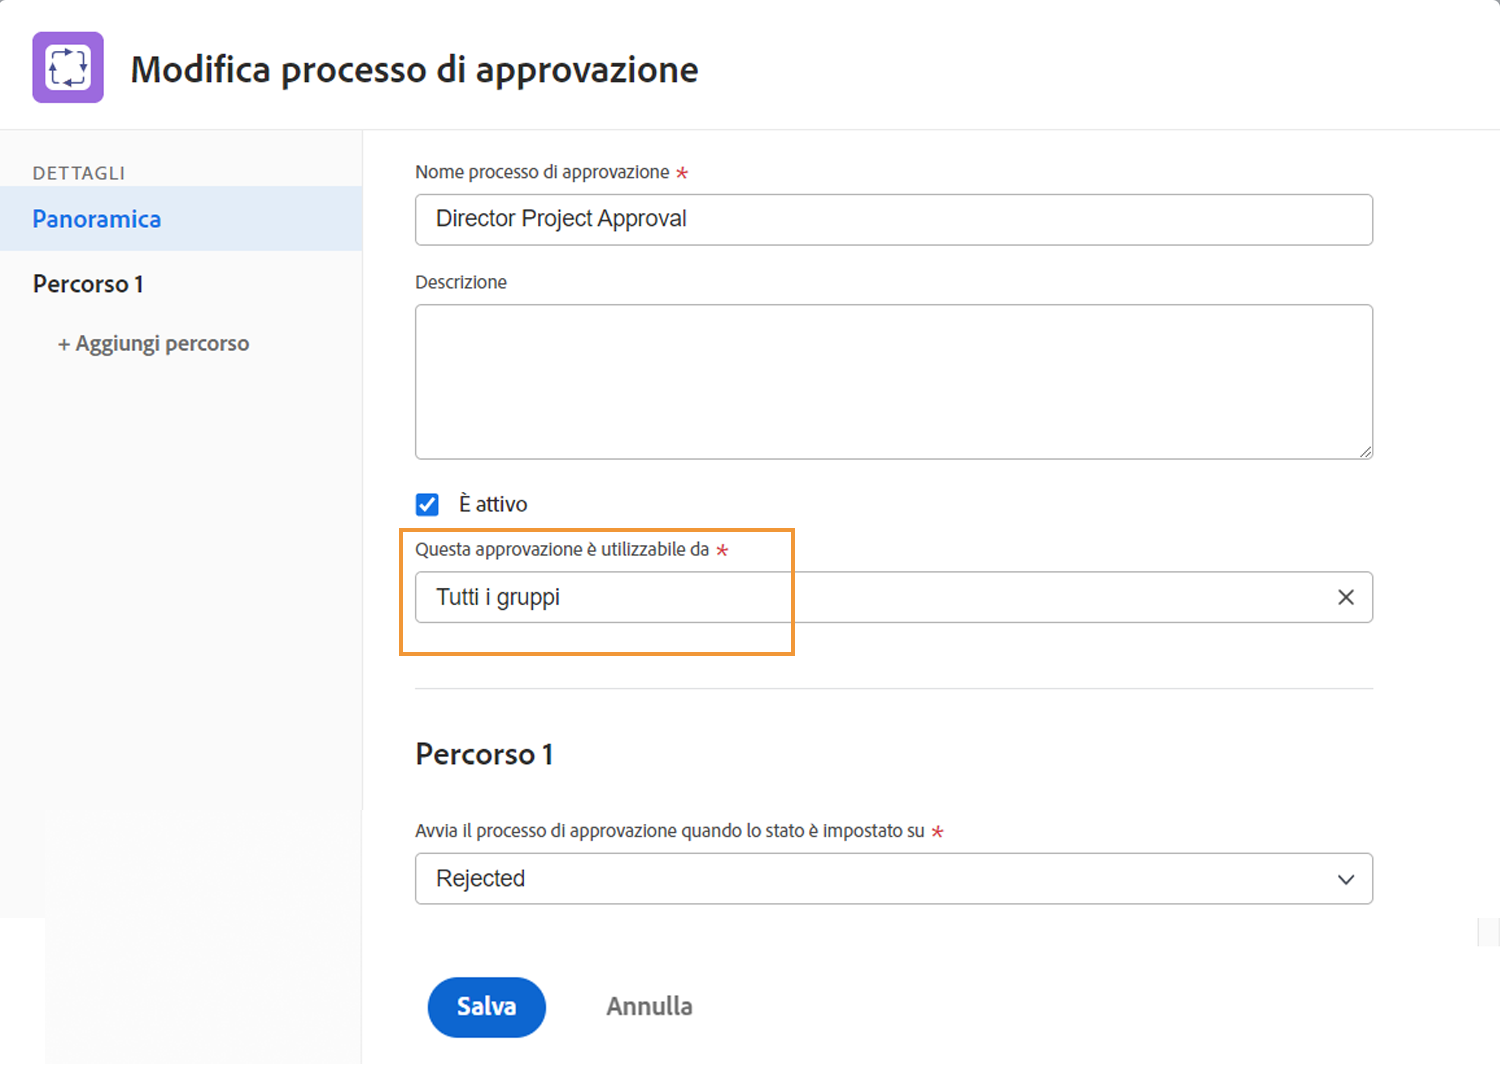 Modifica processo di approvazione
DETTAGLI
Panoramica
Percorso 1
+ Aggiungi percorso
Nome processo di approvazione *
Director Project Approval
Descrizione
È attivo
Questa approvazione è utilizzabile da *
Tutti i gruppi
Percorso 1
Avvia il processo di approvazione quando lo stato è impostato su *
Rejected
Salva
Annulla